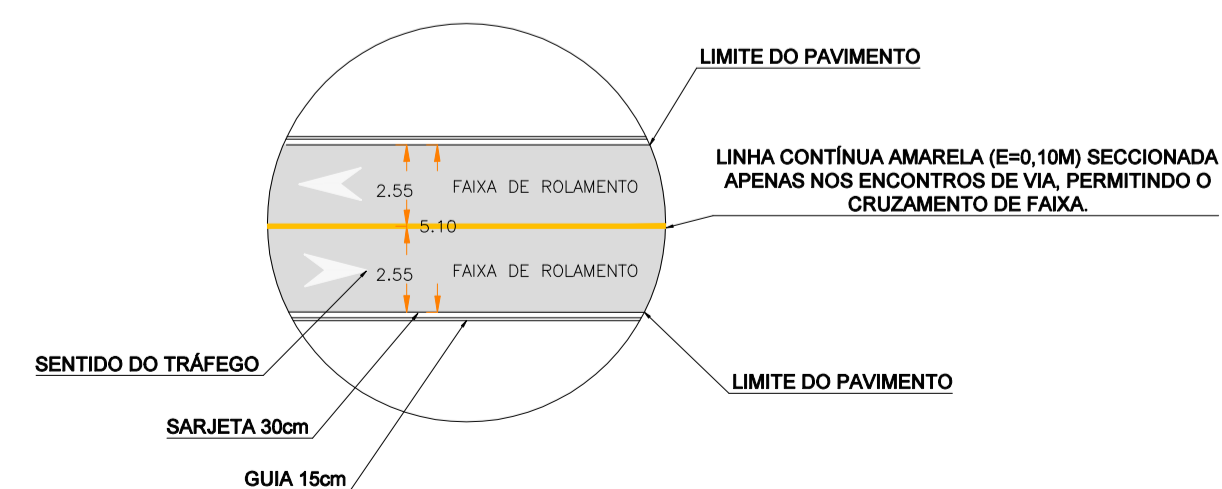 LIMITE DO PAVIMENTO
LINHA CONTÍNUA AMARELA (E=0,10M) SECCIONADA
APENAS NOS ENCONTROS DE VIA, PERMITINDO O
CRUZAMENTO DE FAIXA.
2.55 FAIXA DE ROLAMENTO
5.10
2.55 FAIXA DE ROLAMENTO
SENTIDO DO TRÁFEGO
LIMITE DO PAVIMENTO
SARJETA 30cm
GUIA 15cm